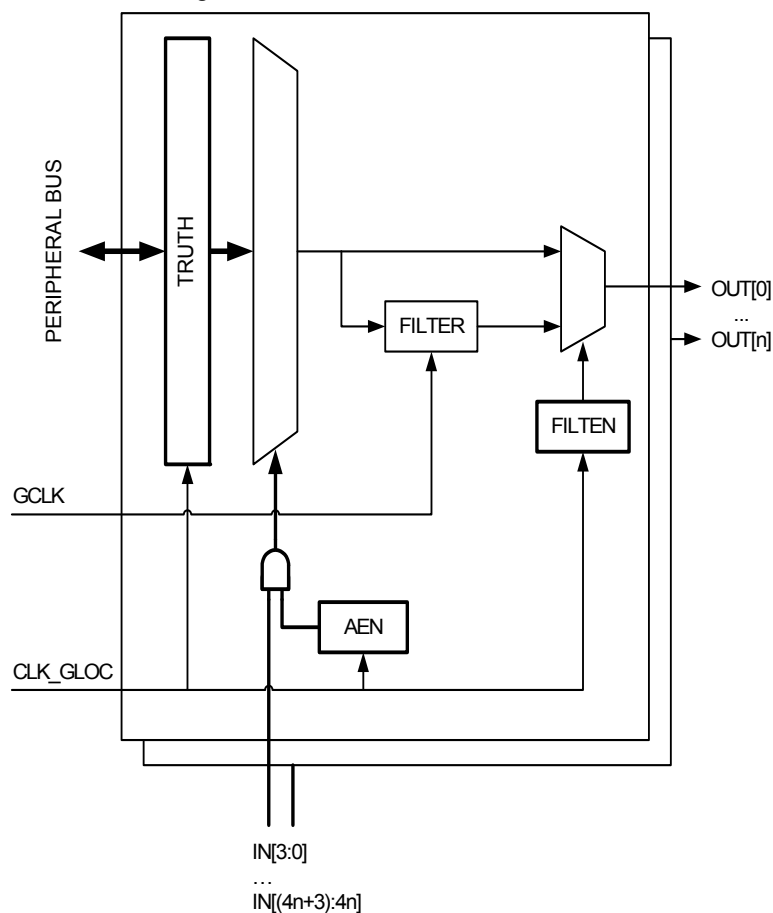 PERIPHERAL BUS
TRUTH
FILTER
OUT[0]
...
OUT[n]
FILTEN
GCLK
AEN
CLK_GLOC
IN[3:0]
...
IN[(4n+3):4n]